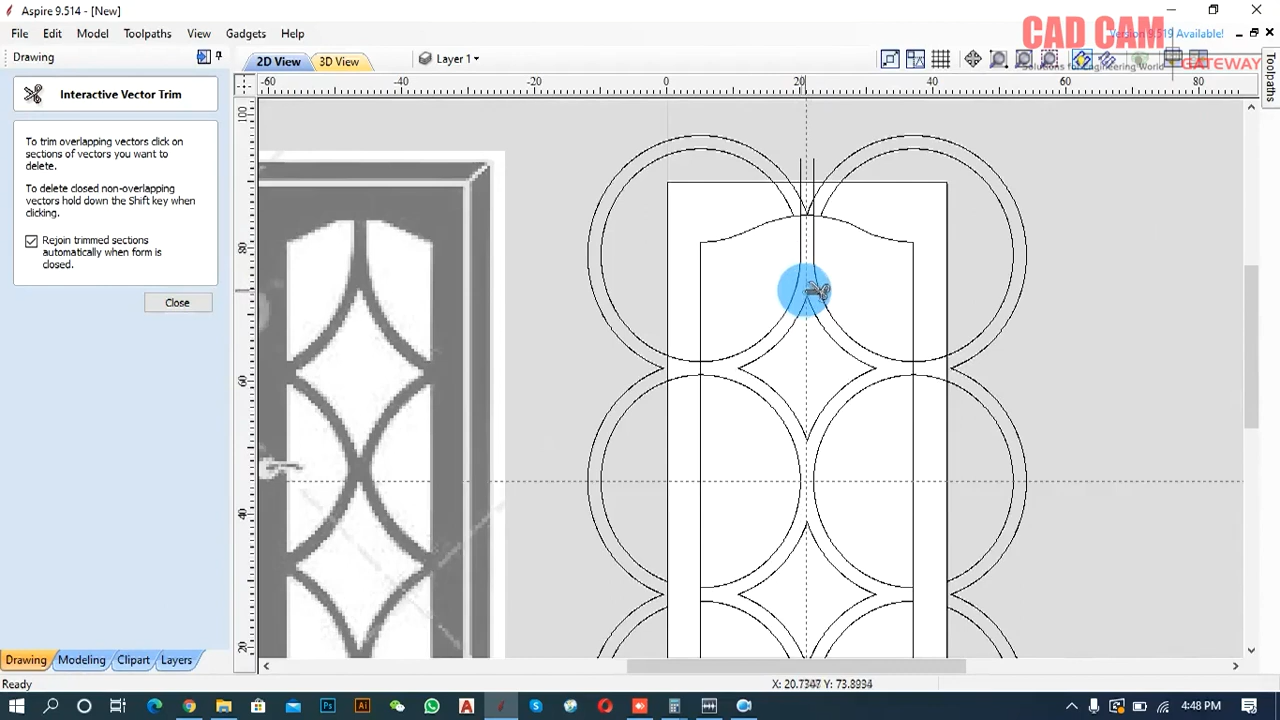 Aspire 9.514 - [New]
CAD CAM
File Edit Model Toolpaths View Gadgets Help
Version 9.519 Available!
Drawing
2D View 3D View Layer 1
Solutions for Engineering World
GATEWAY
Toolpaths
-60 -40 -20 0 20 40 60 80
Interactive Vector Trim
100
To trim overlapping vectors click on
sections of vectors you want to
delete.
To delete closed non-overlapping
vectors hold down the Shift key when
clicking.
Rejoin trimmed sections
automatically when form is
closed.
80
Close
60
40
20
Drawing Modeling Clipart Layers
Ready
X: 20.7347 Y: 73.8934
4:48 PM